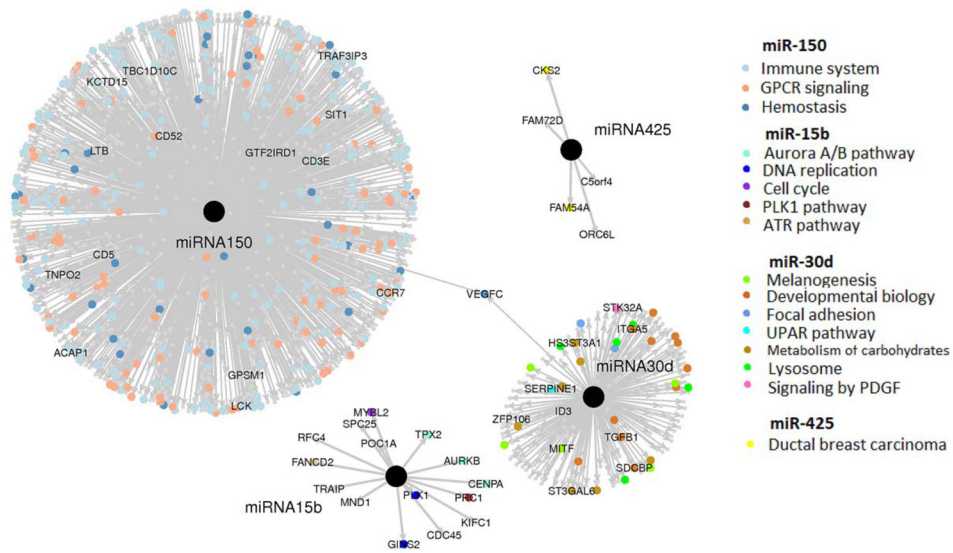 TRAF3IP3
TBC1D10C
KCTD15
SIT1
CD52
LTB
GTF2IRD1
CD3E
miRNA150
CD5
TNPO2
CCR7
ACAP1
GPSM1
LCK
VEGFC
CKS2
FAM72D
miRNA425
C5orf4
FAM54A
ORC6L
STK32A
ITGA5
HS3ST3A1
miRNA30d
SERPINE1
ID3
ZFP106
TGFB1
MITF
SDCBP
ST3GAL6
MYBL2
SPC25
RFC4
POC1A
TPX2
FANCD2
AURKB
CENPA
TRAIP
MND1
PLK1
PRC1
miRNA15b
KIFC1
CDC45
GINS2
miR-150
Immune system
GPCR signaling
Hemostasis
miR-15b
Aurora A/B pathway
DNA replication
Cell cycle
PLK1 pathway
ATR pathway
miR-30d
Melanogenesis
Developmental biology
Focal adhesion
UPAR pathway
Metabolism of carbohydrates
Lysosome
Signaling by PDGF
miR-425
Ductal breast carcinoma